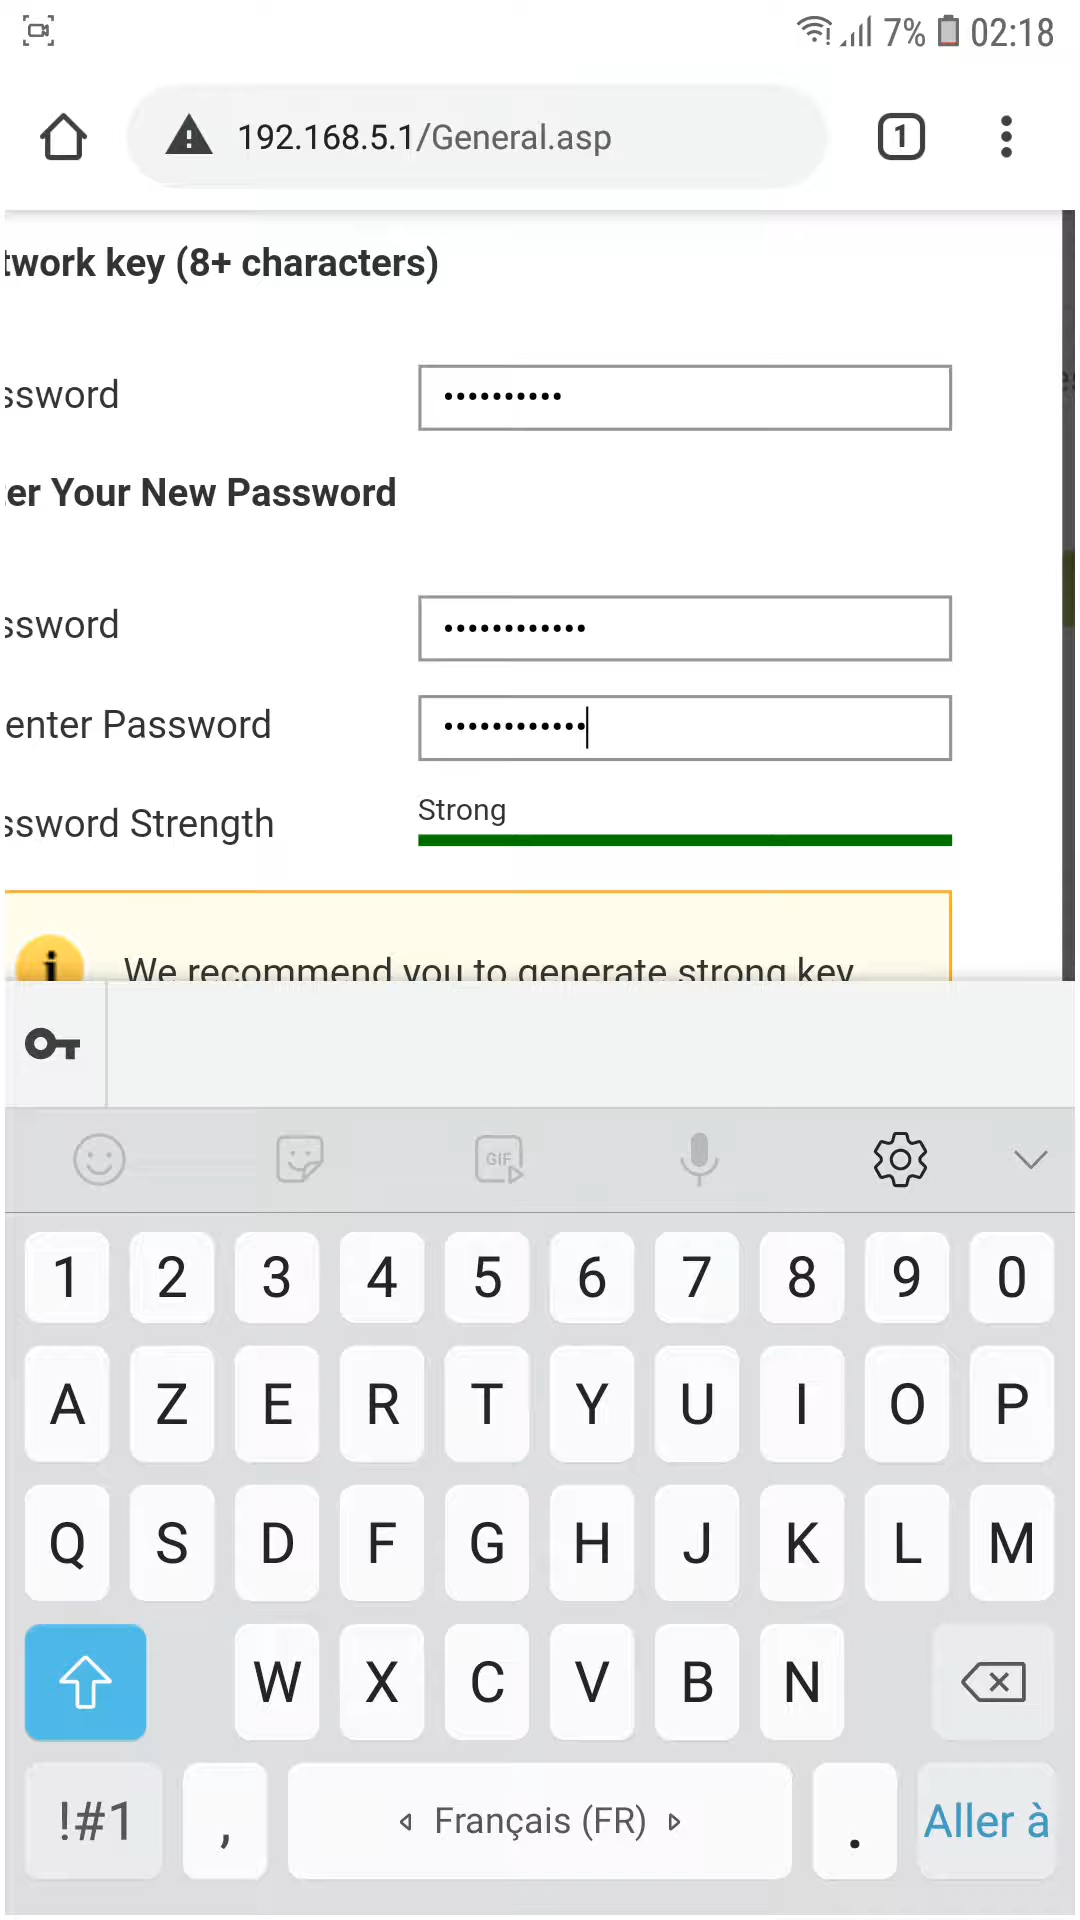 7% 02:18
192.168.5.1/General.asp 1
twork key (8+ characters)
ssword ••••••••••
er Your New Password
ssword ••••••••••••
enter Password ••••••••••••
ssword Strength Strong
i We recommend you to generate strong key
GIF
1 2 3 4 5 6 7 8 9 0
A Z E R T Y U I O P
Q S D F G H J K L M
W X C V B N
!#1 , Français (FR) . Aller à